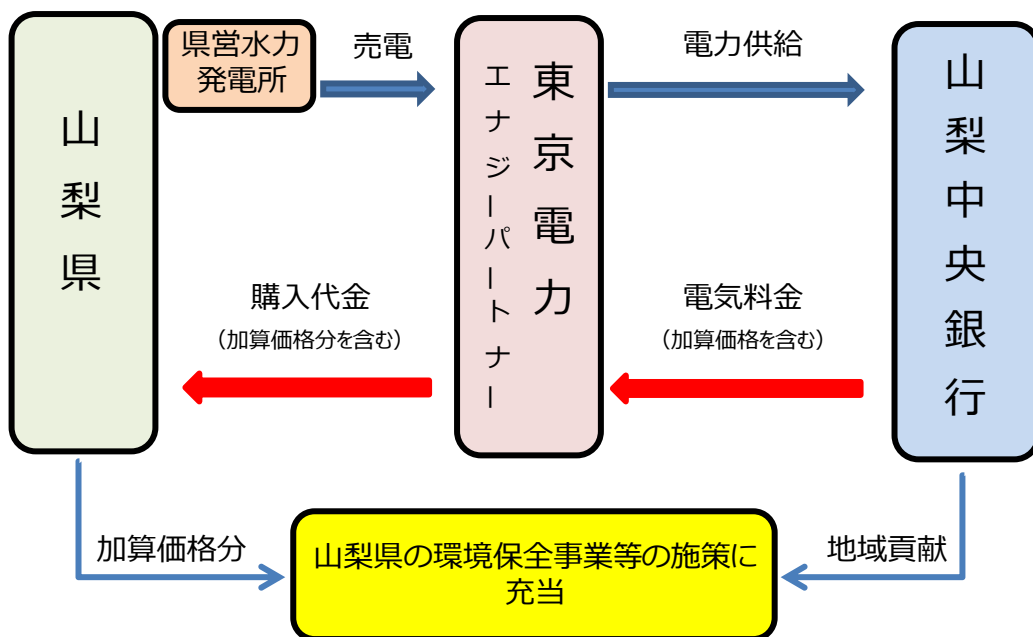 県営水力
発電所
売電
電力供給
山梨県
東京電力
エナジーパートナー
山梨中央銀行
購入代金
（加算価格分を含む）
電気料金
（加算価格を含む）
加算価格分
山梨県の環境保全事業等の施策に
充当
地域貢献